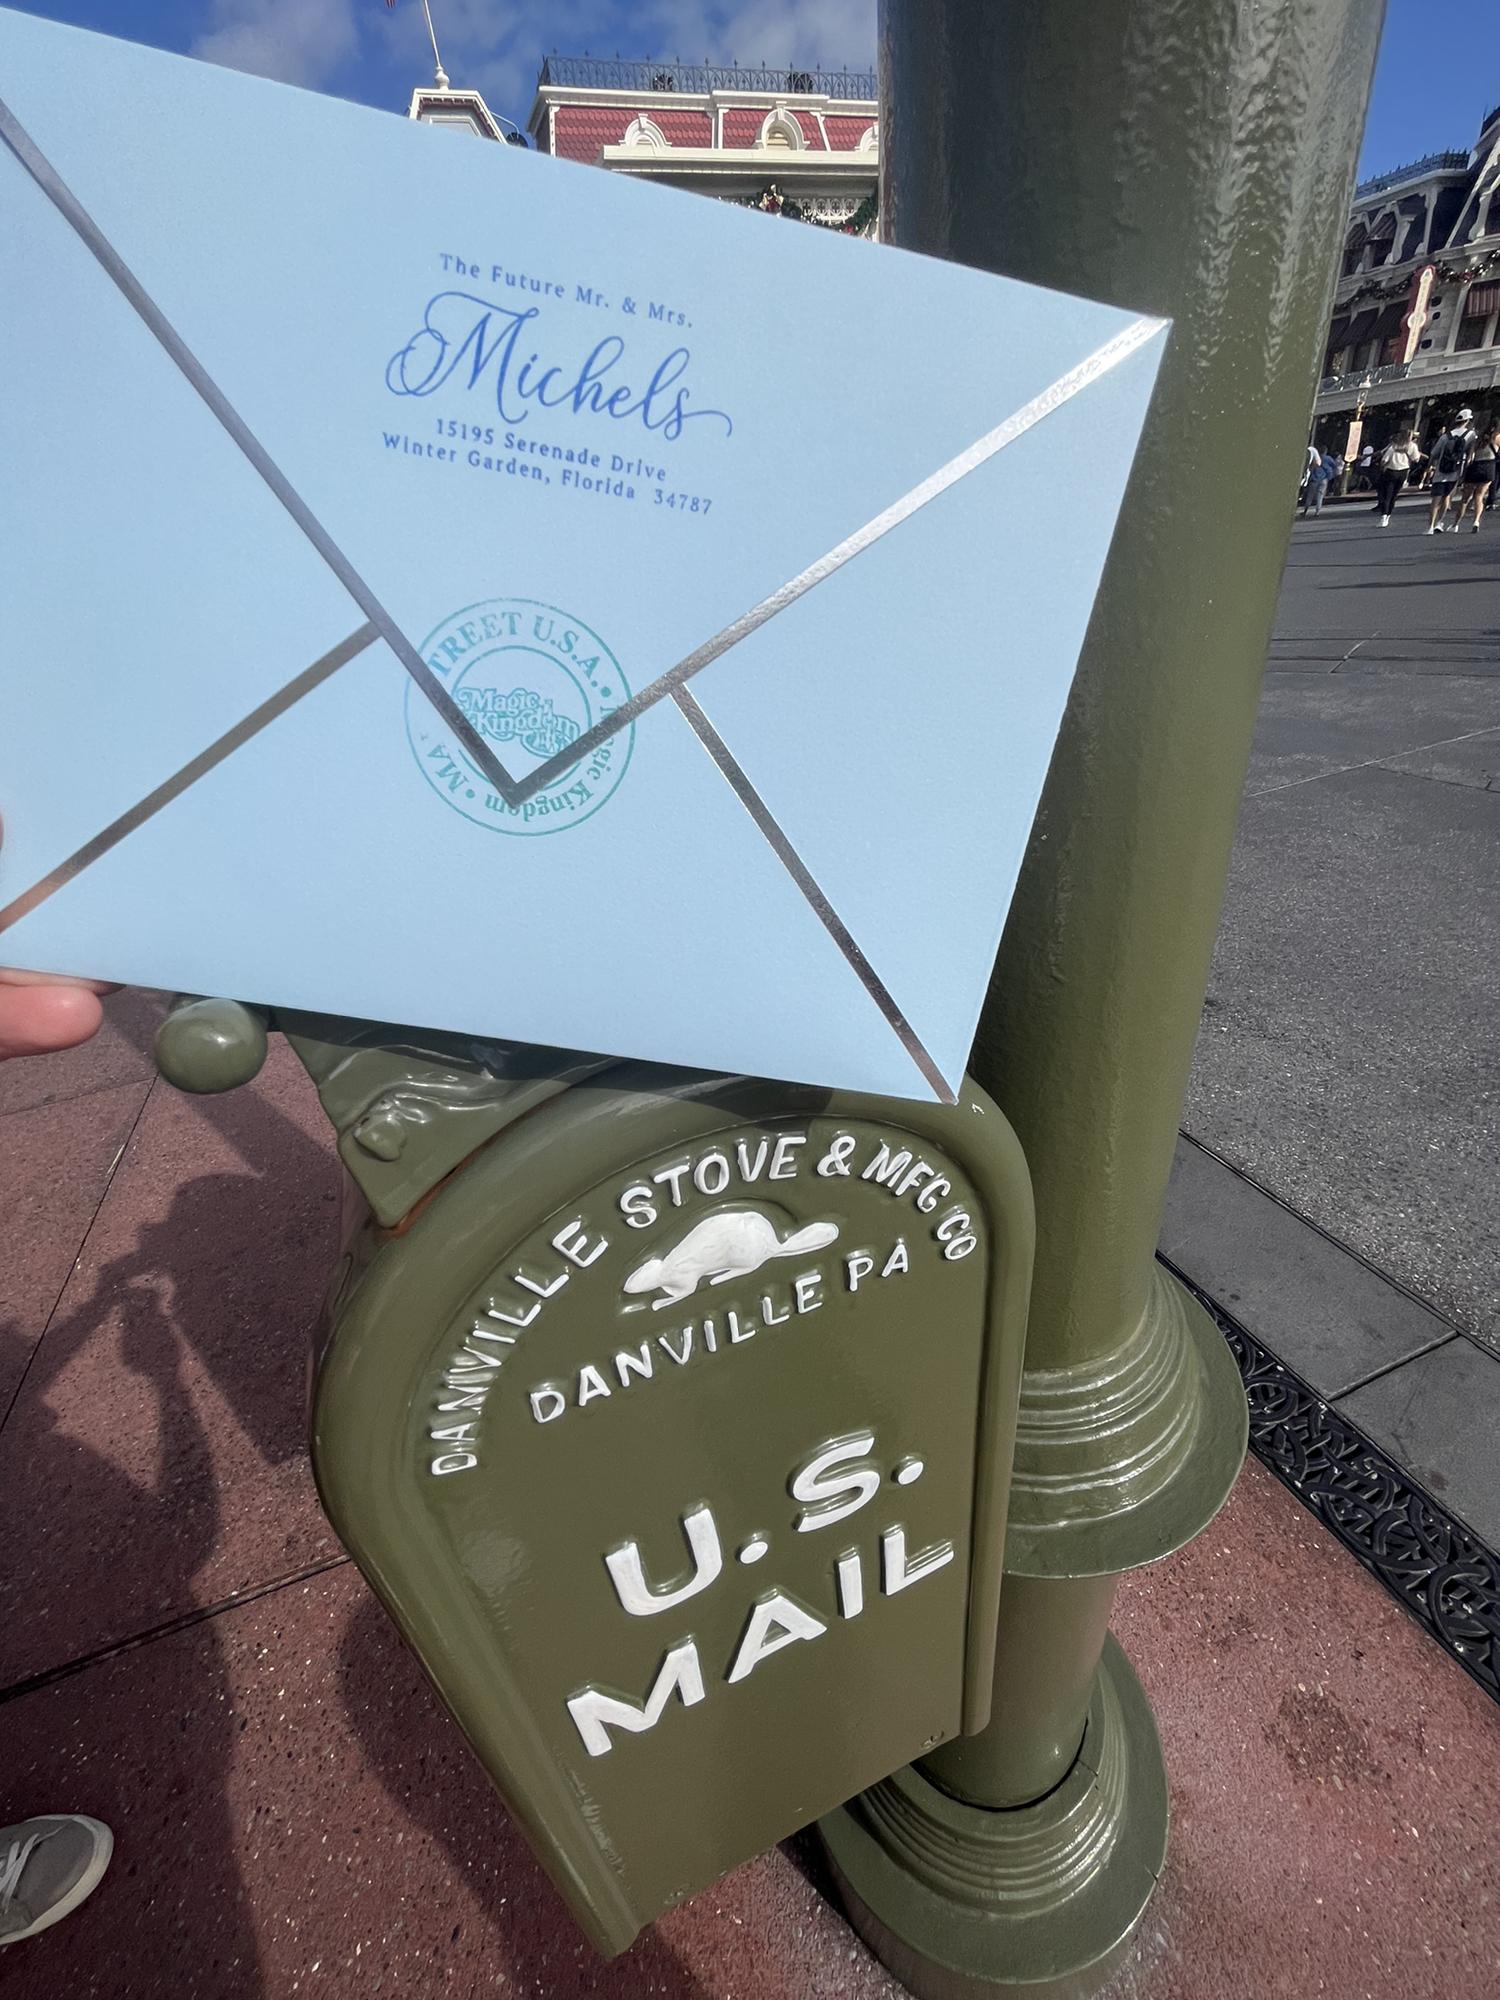 The Future Mr. & Mrs.
Michels
15195 Serenade Drive
Winter Garden, Florida 34787
TREET U.S.A. • Magic Kingdom • MA
Magic
Kingdom
DANVILLE STOVE & MFG CO
DANVILLE PA
U.S.
MAIL